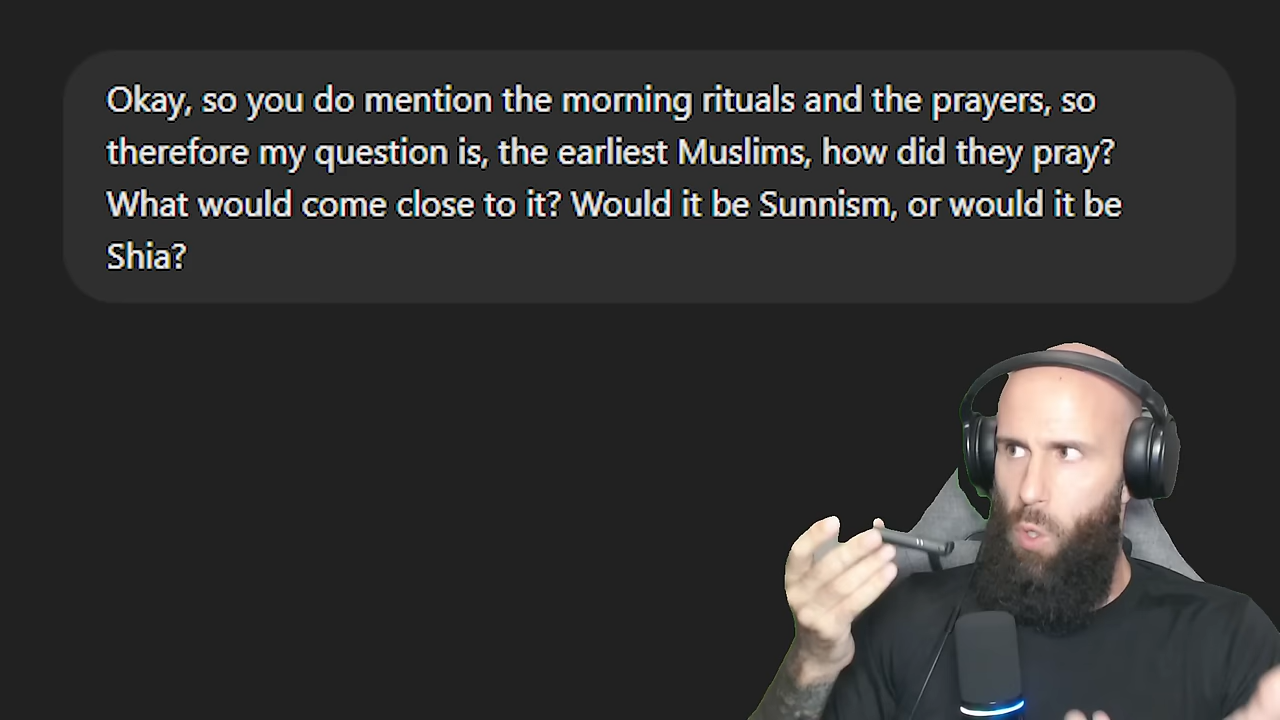 Okay, so you do mention the morning rituals and the prayers, so
therefore my question is, the earliest Muslims, how did they pray?
What would come close to it? Would it be Sunnism, or would it be
Shia?